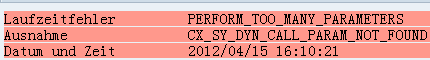 Laufzeitfehler PERFORM_TOO_MANY_PARAMETERS
Ausnahme CX_SY_DYN_CALL_PARAM_NOT_FOUND
Datum und Zeit 2012/04/15 16:10:21